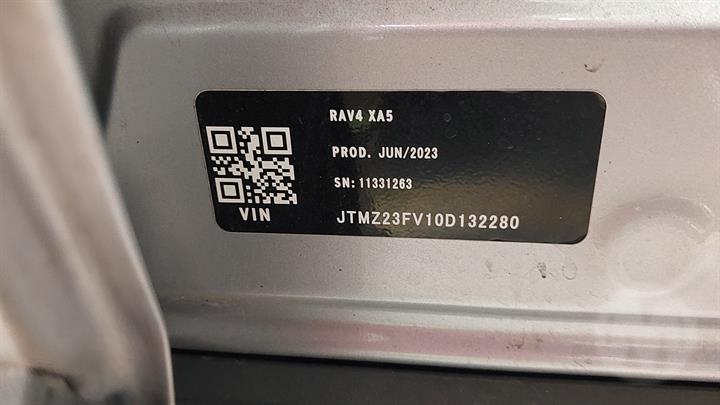 RAV4 XA5
PROD. JUN/2023
SN: 11331263
VIN
JTMZ23FV10D132280